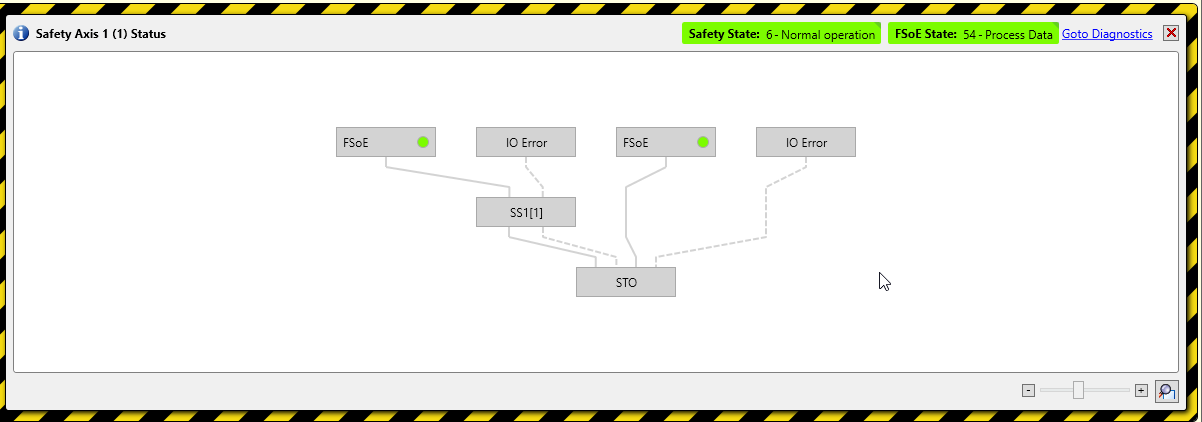 Safety Axis 1 (1) Status
Safety State: 6 - Normal operation
FSoE State: 54 - Process Data
Goto Diagnostics
FSoE
IO Error
FSoE
IO Error
SS1[1]
STO
- +